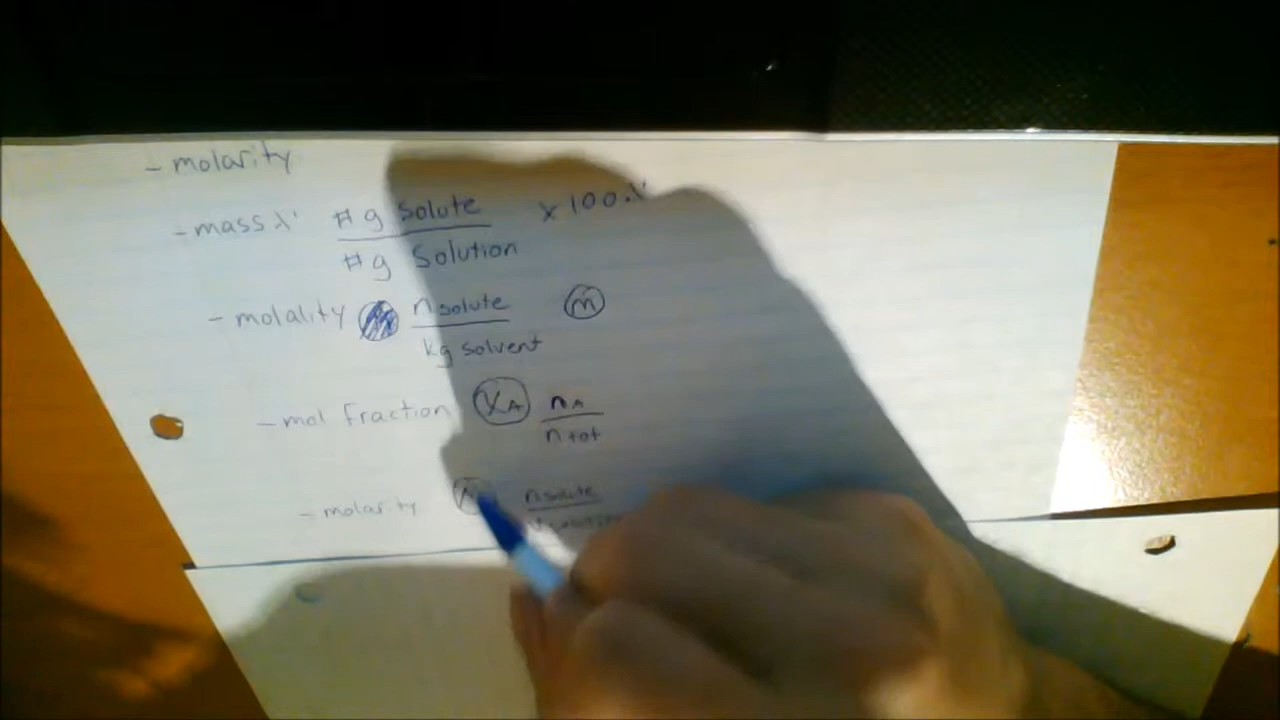 - molarity
- mass % # g solute x 100%
# g Solution
- molality n solute m
kg solvent
- mol fraction XA nA
n tot
- molarity n solute